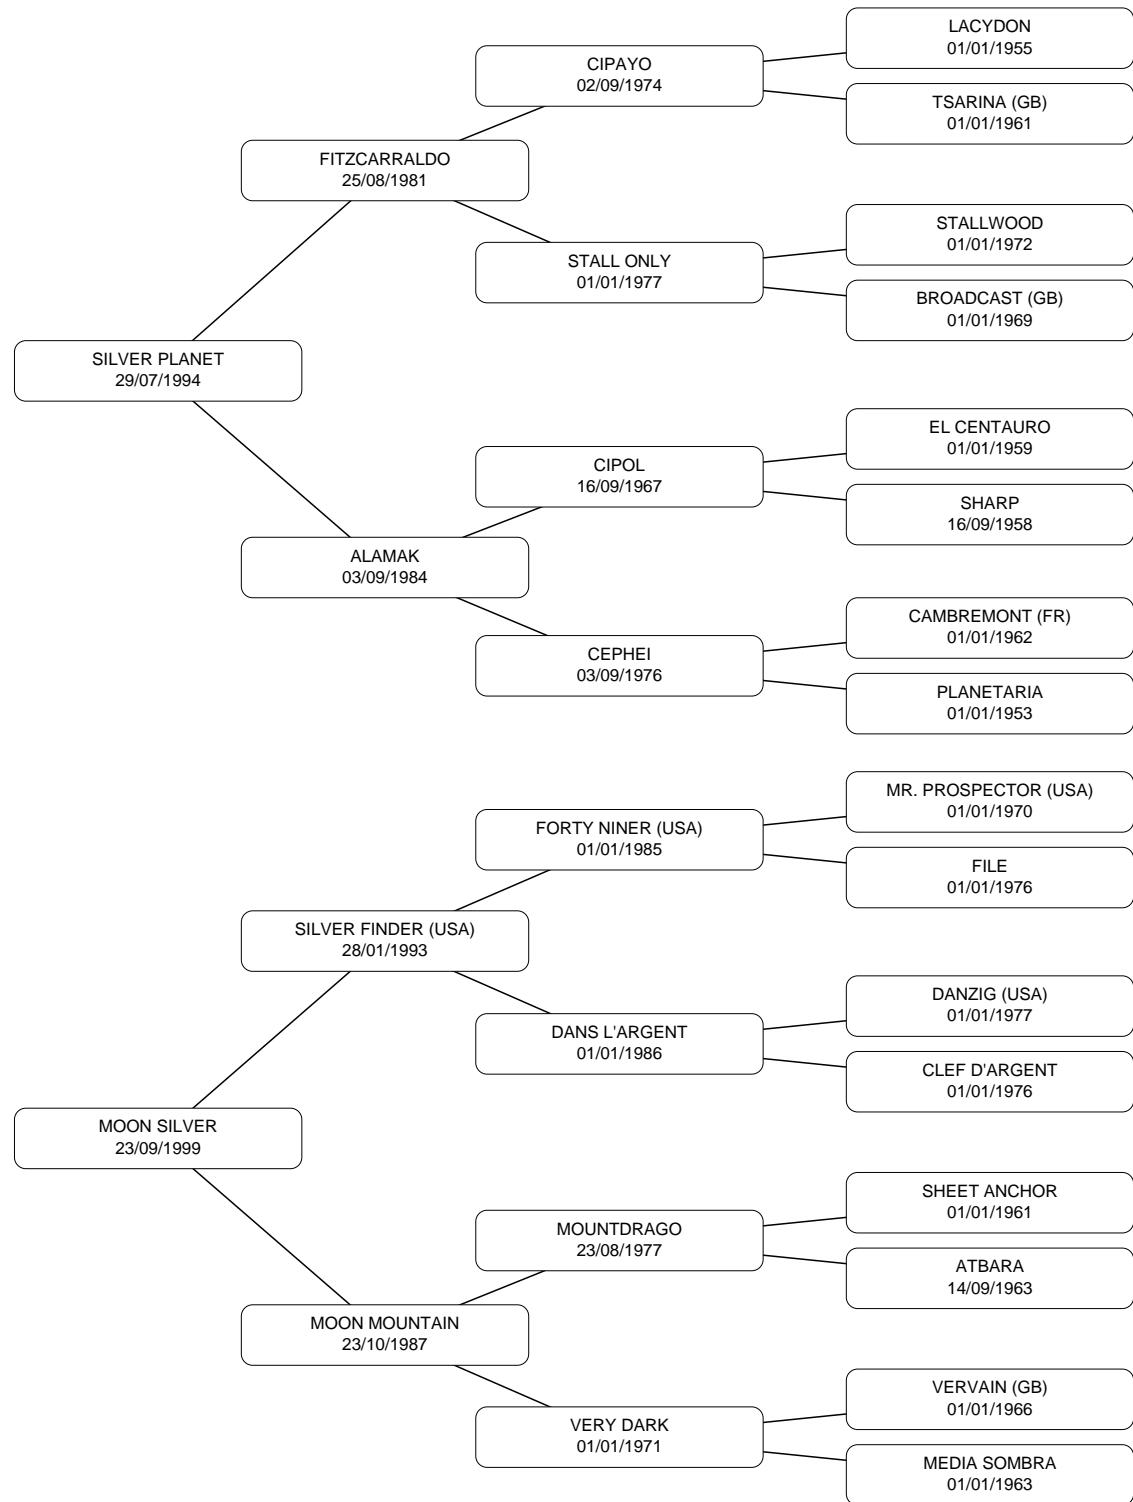 LACYDON
01/01/1955
CIPAYO
02/09/1974
TSARINA (GB)
01/01/1961
FITZCARRALDO
25/08/1981
STALLWOOD
01/01/1972
STALL ONLY
01/01/1977
BROADCAST (GB)
01/01/1969
SILVER PLANET
29/07/1994
EL CENTAURO
01/01/1959
CIPOL
16/09/1967
SHARP
16/09/1958
ALAMAK
03/09/1984
CAMBREMONT (FR)
01/01/1962
CEPHEI
03/09/1976
PLANETARIA
01/01/1953
MR. PROSPECTOR (USA)
01/01/1970
FORTY NINER (USA)
01/01/1985
FILE
01/01/1976
SILVER FINDER (USA)
28/01/1993
DANZIG (USA)
01/01/1977
DANS L'ARGENT
01/01/1986
CLEF D'ARGENT
01/01/1976
MOON SILVER
23/09/1999
SHEET ANCHOR
01/01/1961
MOUNTDRAGO
23/08/1977
ATBARA
14/09/1963
MOON MOUNTAIN
23/10/1987
VERVAIN (GB)
01/01/1966
VERY DARK
01/01/1971
MEDIA SOMBRA
01/01/1963